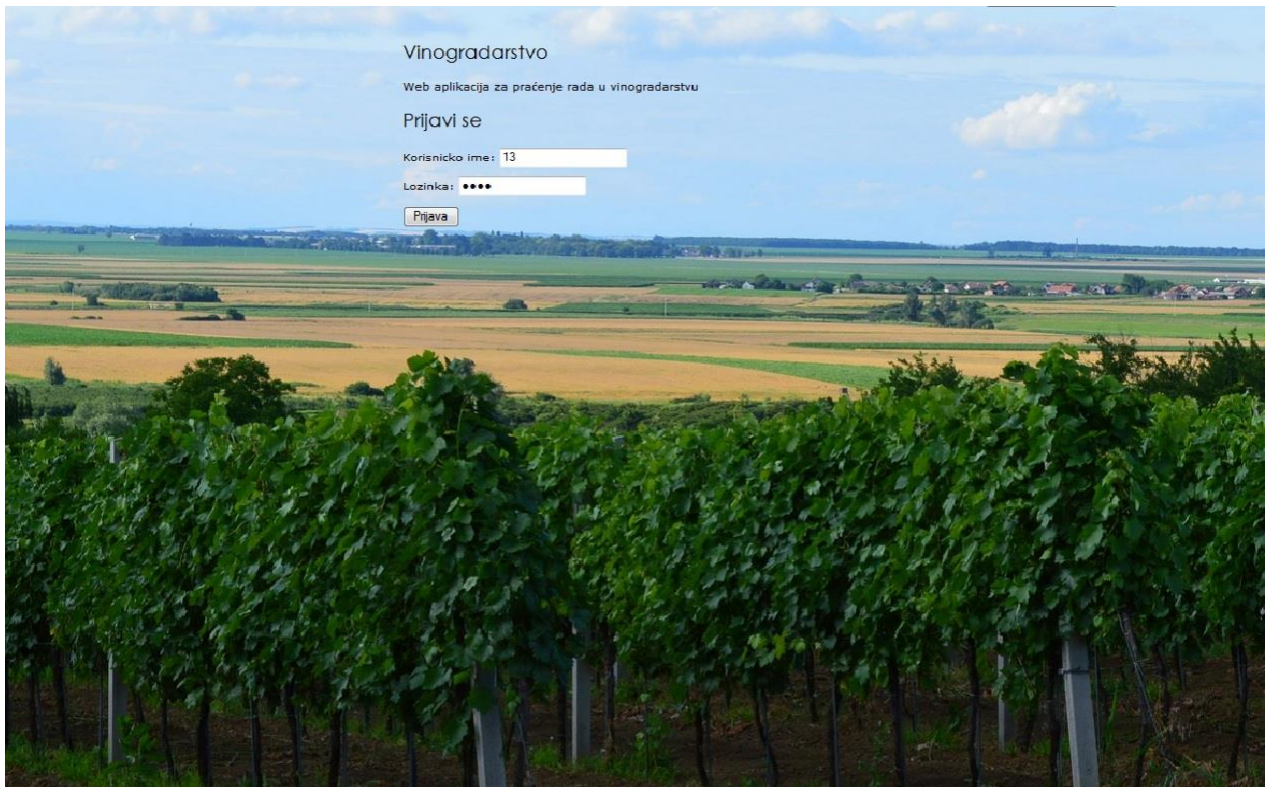 Vinogradarstvo
Web aplikacija za praćenje rada u vinogradarstvu
Prijavi se
Korisnicko ime: 13
Lozinka: ••••
Prijava